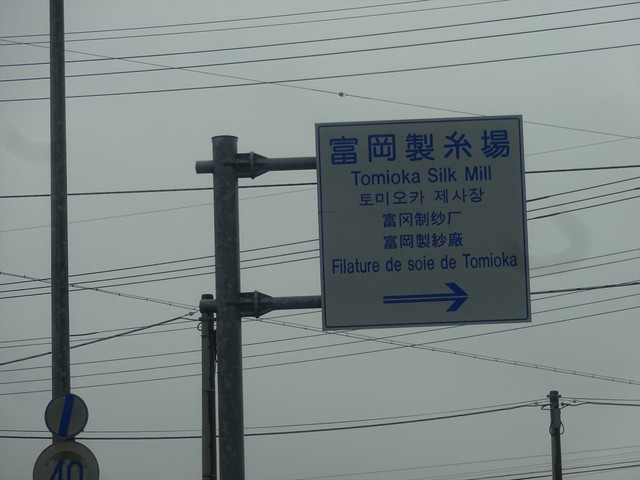 富岡製糸場
Tomioka Silk Mill
토미오카 제사장
富冈制纱厂
富岡製紗廠
Filature de soie de Tomioka
40